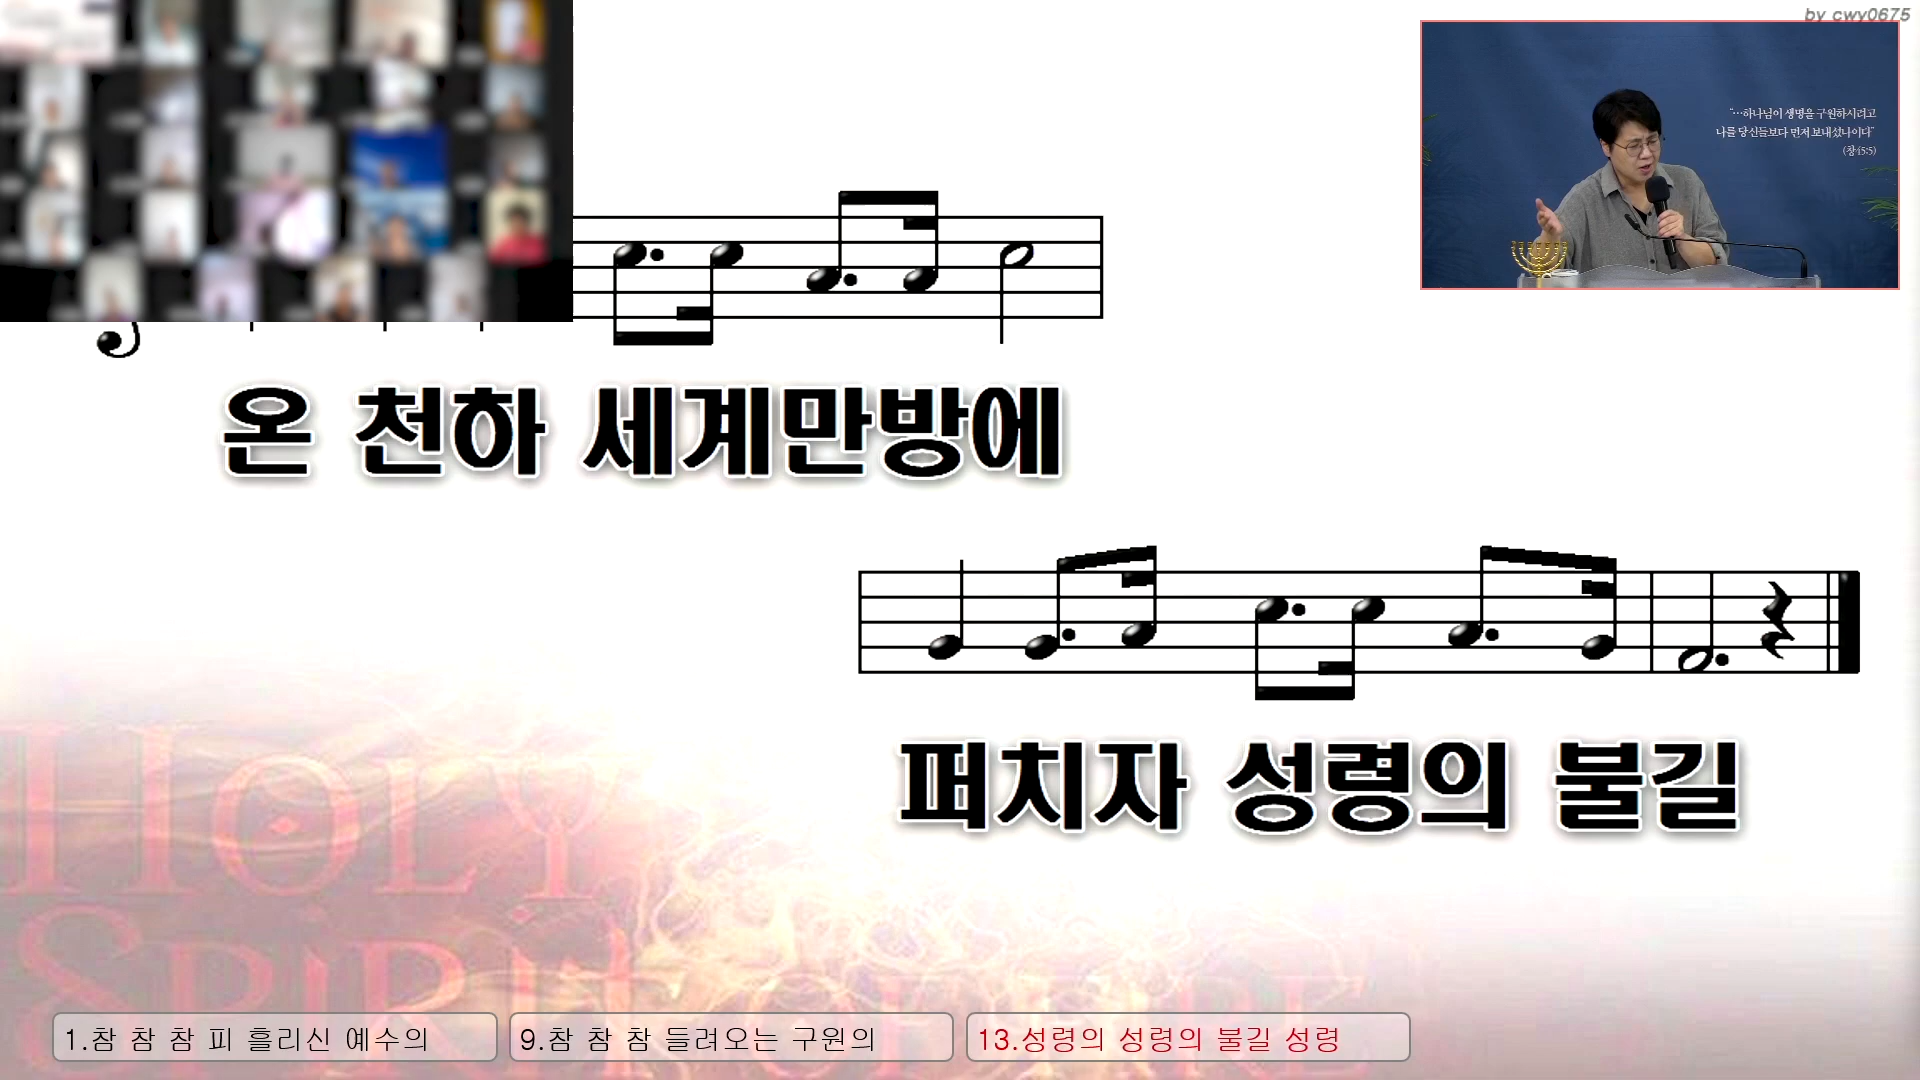 by cwy0675
“…하나님이 생명을 구원하시려고
나를 당신들보다 먼저 보내셨나이다”
(창45:5)
온 천하 세계만방에
퍼치자 성령의 불길
HOLY
SPIRIT OF FIRE
1.참 참 참 피 흘리신 예수의
9.참 참 참 들려오는 구원의
13.성령의 성령의 불길 성령